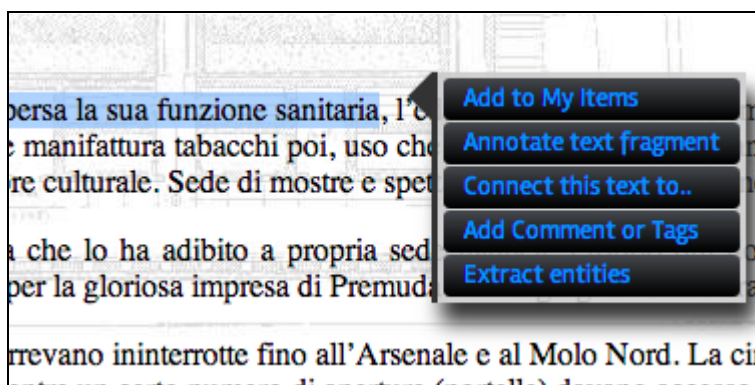 persa la sua funzione sanitaria, l’
Add to My Items
manifattura tabacchi poi, uso che
Annotate text fragment
re culturale. Sede di mostre e spet
Connect this text to..
Add Comment or Tags
a che lo ha adibito a propria sed
Extract entities
per la gloriosa impresa di Premuda
rrevano ininterrotte fino all’Arsenale e al Molo Nord. La ci